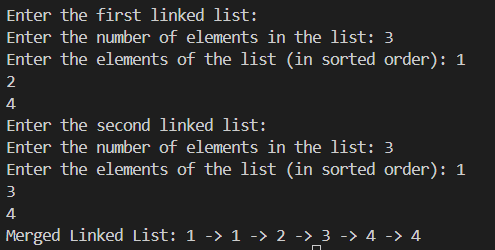 Enter the first linked list:
Enter the number of elements in the list: 3
Enter the elements of the list (in sorted order): 1
2
4
Enter the second linked list:
Enter the number of elements in the list: 3
Enter the elements of the list (in sorted order): 1
3
4
Merged Linked List: 1 -> 1 -> 2 -> 3 -> 4 -> 4